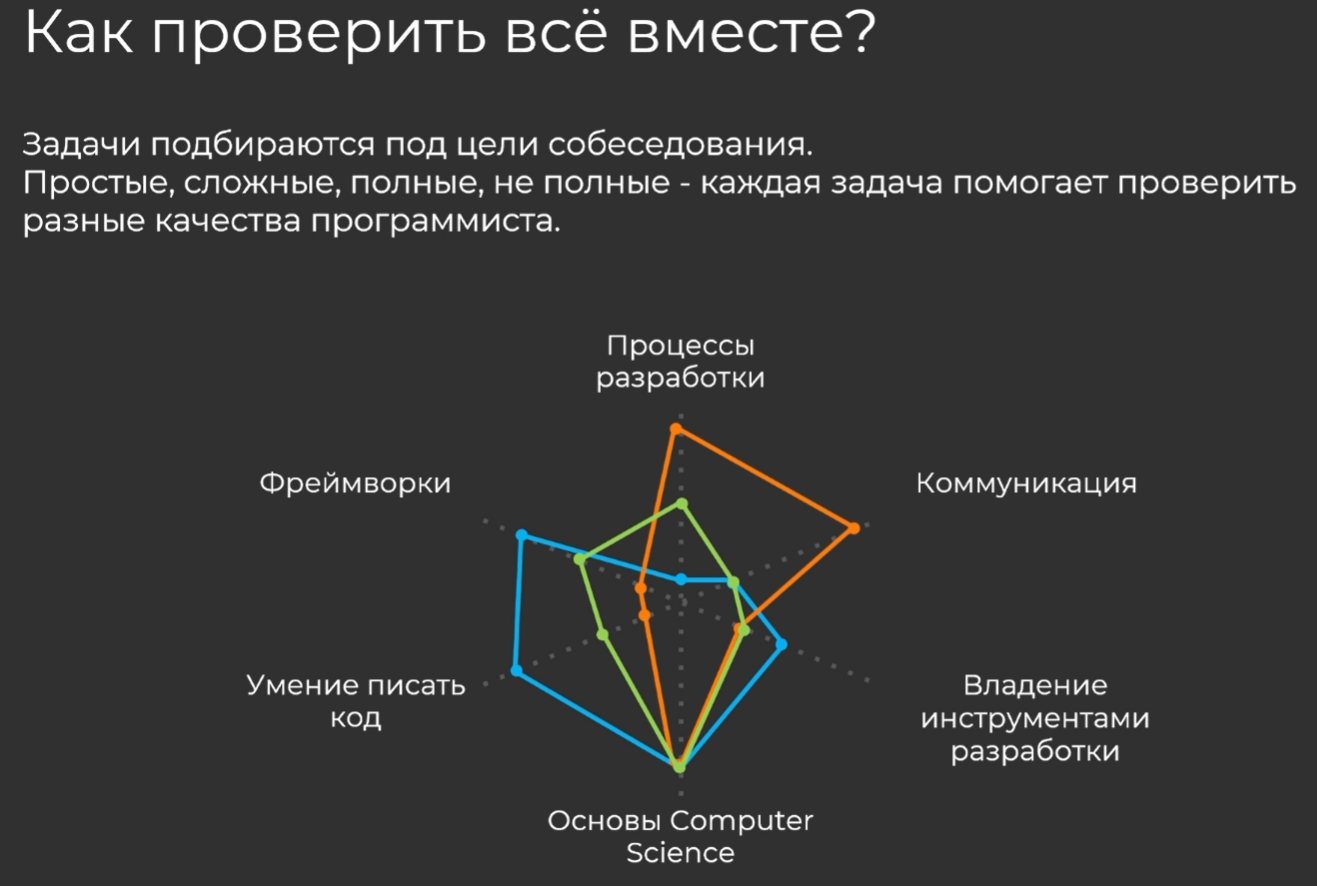 Как проверить всё вместе?
Задачи подбираются под цели собеседования.
Простые, сложные, полные, не полные - каждая задача помогает проверить
разные качества программиста.
Процессы
разработки
Фреймворки
Коммуникация
Умение писать
код
Владение
инструментами
разработки
Основы Computer
Science